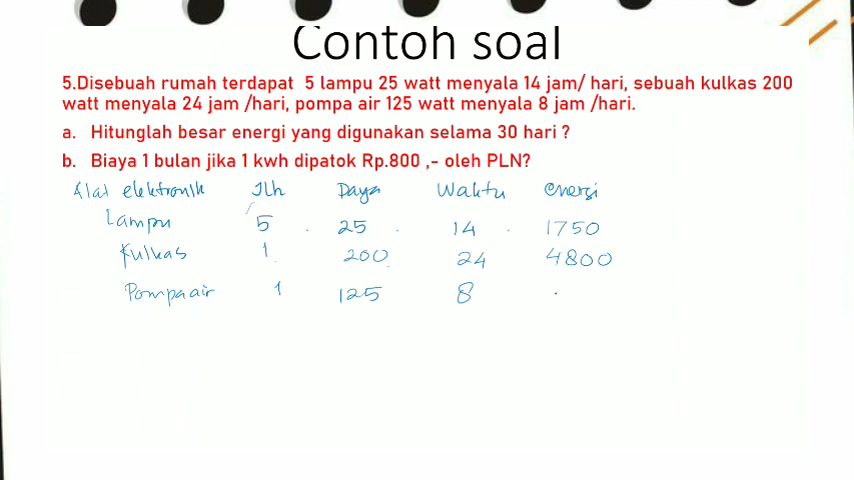 Contoh soal
5.Disebuah rumah terdapat 5 lampu 25 watt menyala 14 jam/ hari, sebuah kulkas 200
watt menyala 24 jam /hari, pompa air 125 watt menyala 8 jam /hari.
a. Hitunglah besar energi yang digunakan selama 30 hari ?
b. Biaya 1 bulan jika 1 kwh dipatok Rp.800 ,- oleh PLN?
Alat elektronik Jlh Daya Waktu energi
Lampu 5 . 25 . 14 . 1750
Kulkas 1 200 24 4800
Pompa air 1 125 8